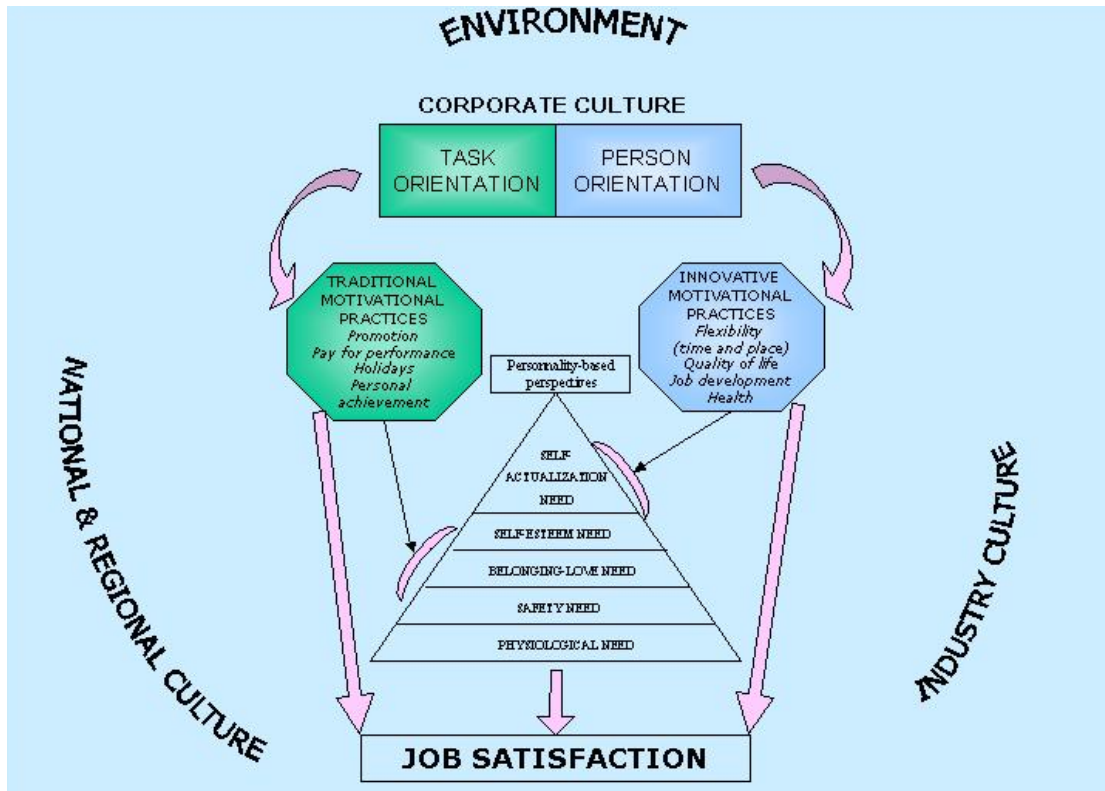 ENVIRONMENT
CORPORATE CULTURE
TASK
ORIENTATION
PERSON
ORIENTATION
TRADITIONAL
MOTIVATIONAL
PRACTICES
Promotion
Pay for performance
Holidays
Personal
achievement
INNOVATIVE
MOTIVATIONAL
PRACTICES
Flexibility
(time and place)
Quality of life
Job development
Health
Personnality-based
perspectives
SELF-
ACTUALIZATION
NEED
SELF-ESTEEM NEED
BELONGING-LOVE NEED
SAFETY NEED
PHYSIOLOGICAL NEED
NATIONAL & REGIONAL CULTURE
INDUSTRY CULTURE
JOB SATISFACTION